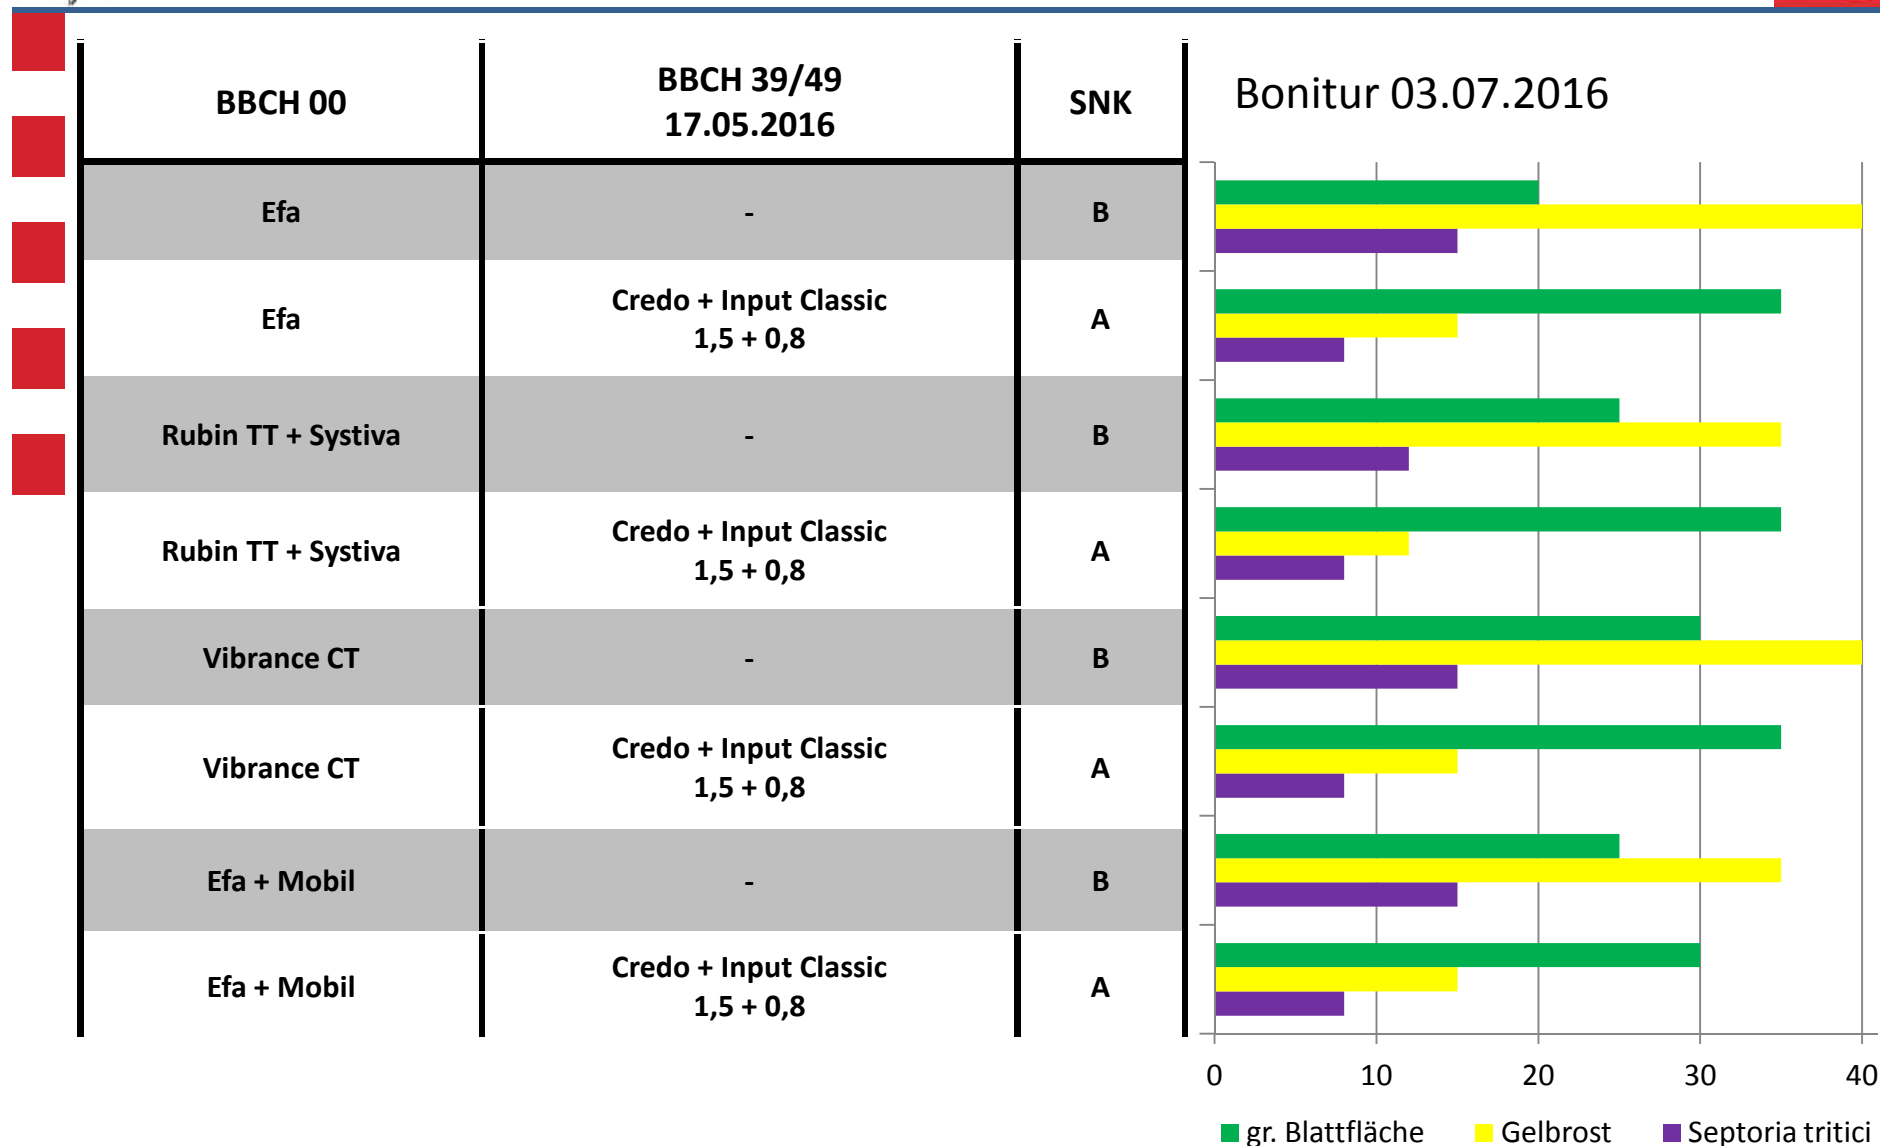 BBCH 00
BBCH 39/49
17.05.2016
SNK
Bonitur 03.07.2016
Efa
-
B
Efa
Credo + Input Classic
1,5 + 0,8
A
Rubin TT + Systiva
-
B
Rubin TT + Systiva
Credo + Input Classic
1,5 + 0,8
A
Vibrance CT
-
B
Vibrance CT
Credo + Input Classic
1,5 + 0,8
A
Efa + Mobil
-
B
Efa + Mobil
Credo + Input Classic
1,5 + 0,8
A
0 10 20 30 40
gr. Blattfläche Gelbrost Septoria tritici